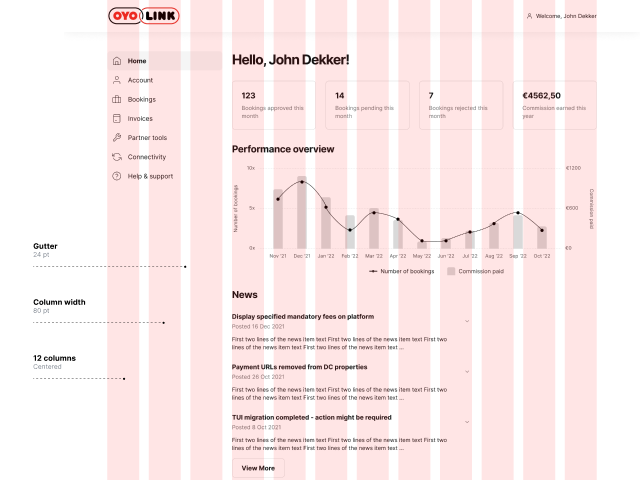 OYO LINK
Welcome, John Dekker
Home
Account
Bookings
Invoices
Partner tools
Connectivity
Help & support
Hello, John Dekker!
123
Bookings approved this
month
14
Bookings pending this
month
7
Bookings rejected this
month
€4562,50
Commission earned this
year
Performance overview
10x
5x
0x
Number of bookings
€1200
€600
€0
Commission paid
Nov '21
Dec '21
Jan '22
Feb '22
Mar '22
Apr '22
May '22
Jun '22
Jul '22
Aug '22
Sep '22
Oct '22
Number of bookings
Commission paid
Gutter
24 pt
Column width
80 pt
12 columns
Centered
News
Display specified mandatory fees on platform
Posted 16 Dec 2021
First two lines of the news item text First two lines of the news item text First two
lines of the news item text First two lines of the news item text ...
Payment URLs removed from DC properties
Posted 26 Oct 2021
First two lines of the news item text First two lines of the news item text First two
lines of the news item text First two lines of the news item text ...
TUI migration completed - action might be required
Posted 8 Oct 2021
First two lines of the news item text First two lines of the news item text First two
lines of the news item text First two lines of the news item text ...
View More